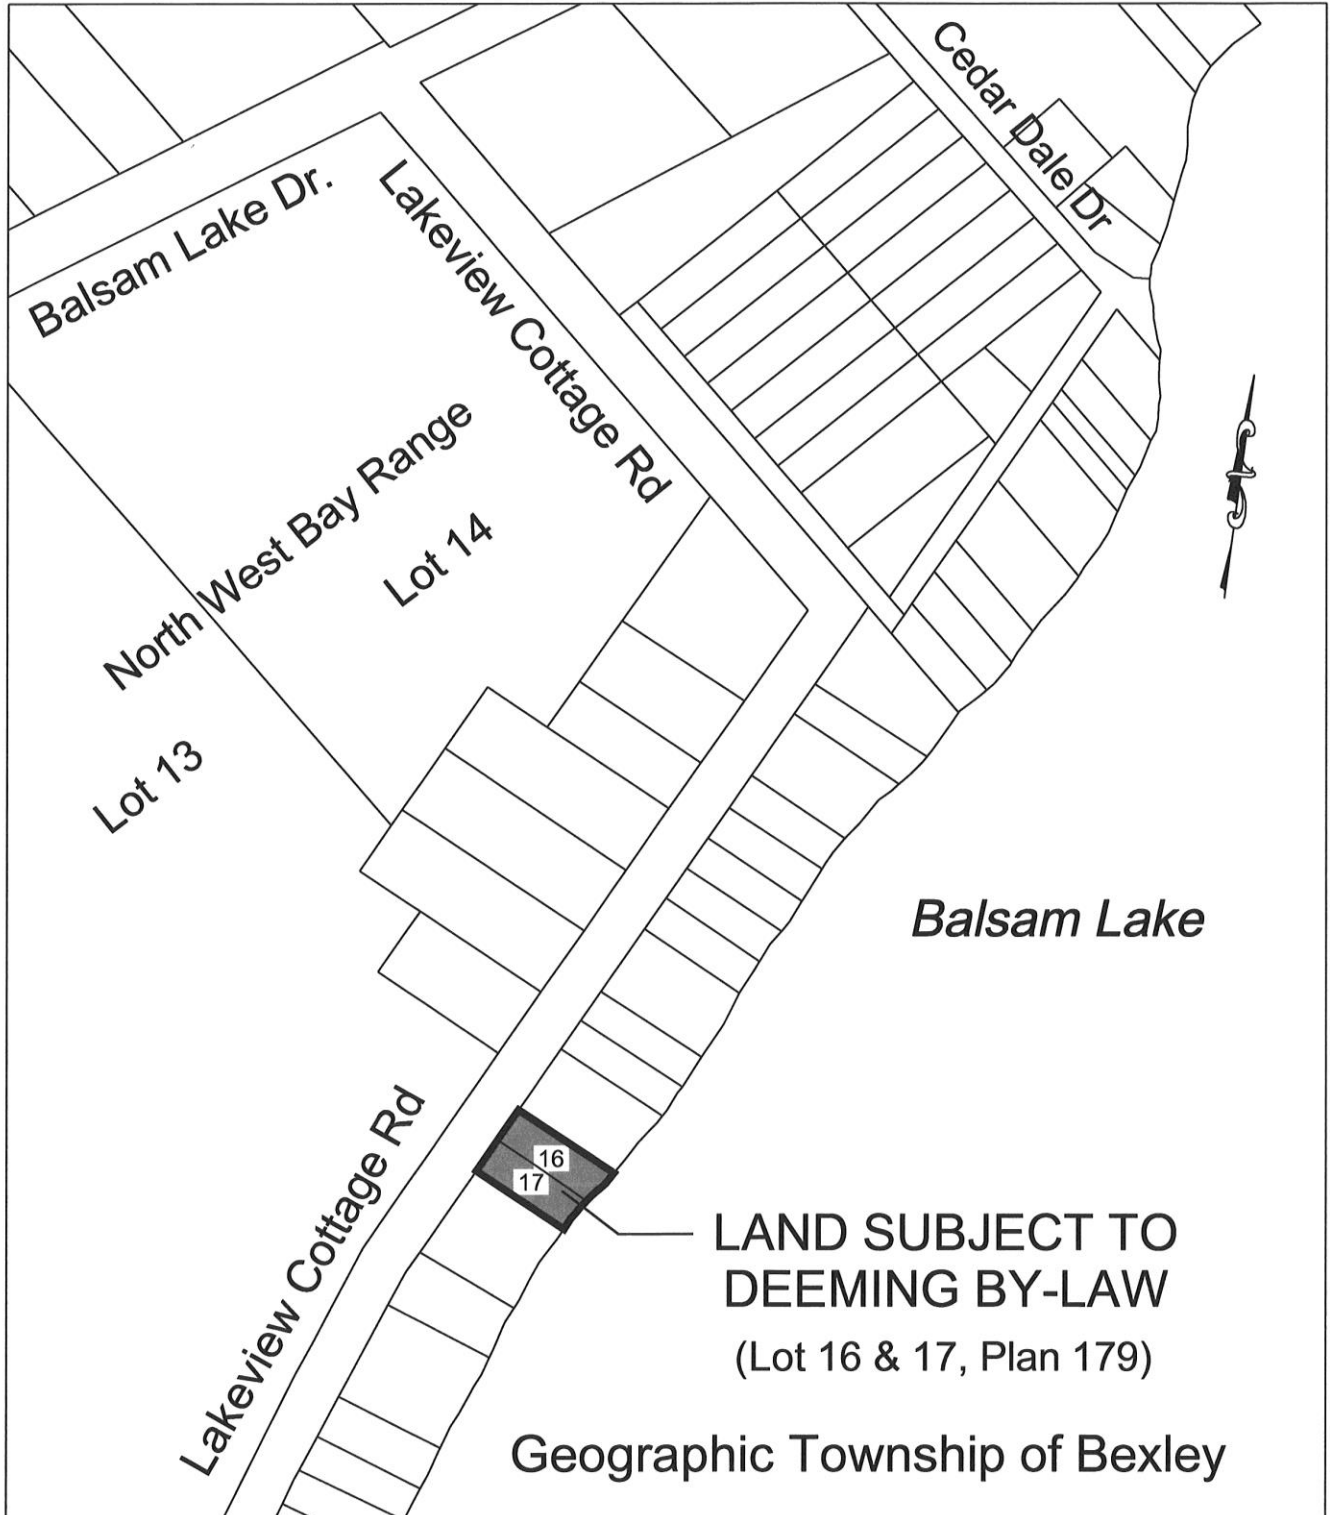 Cedar Dale Dr
Balsam Lake Dr.
Lakeview Cottage Rd
North West Bay Range
Lot 14
Lot 13
Balsam Lake
Lakeview Cottage Rd
16
17
LAND SUBJECT TO
DEEMING BY-LAW
(Lot 16 & 17, Plan 179)
Geographic Township of Bexley